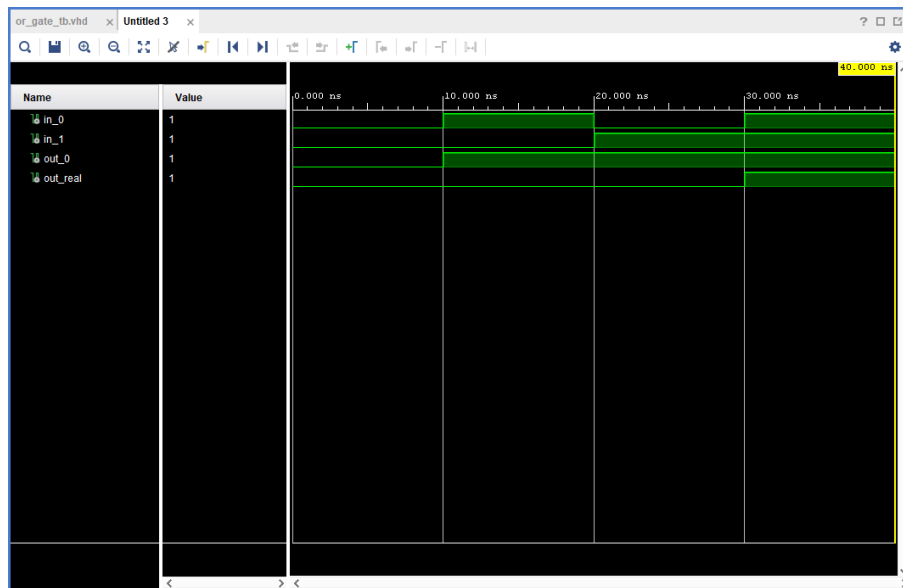 or_gate_tb.vhd Untitled 3
40.000 ns
Name Value
0.000 ns 10.000 ns 20.000 ns 30.000 ns
in_0 1
in_1 1
out_0 1
out_real 1